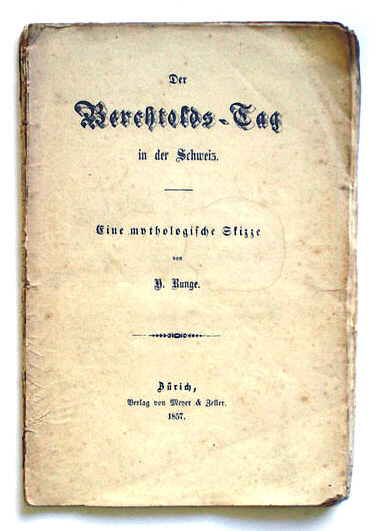 Der
Berchtolds-Tag
in der Schweiz.
Eine mythologische Skizze
von
H. Runge.
Zürich,
Verlag von Meyer & Zeller.
1857.